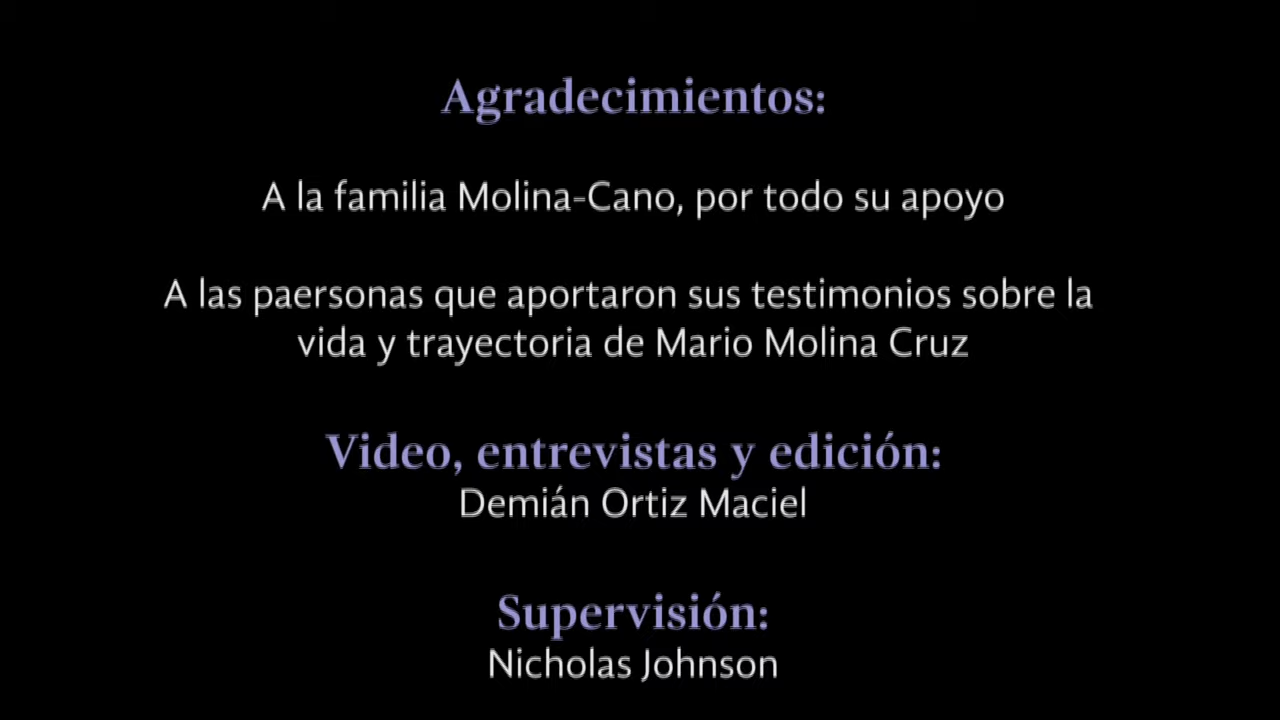 Agradecimientos:
A la familia Molina-Cano, por todo su apoyo
A las paersonas que aportaron sus testimonios sobre la
vida y trayectoria de Mario Molina Cruz
Video, entrevistas y edición:
Demián Ortiz Maciel
Supervisión:
Nicholas Johnson